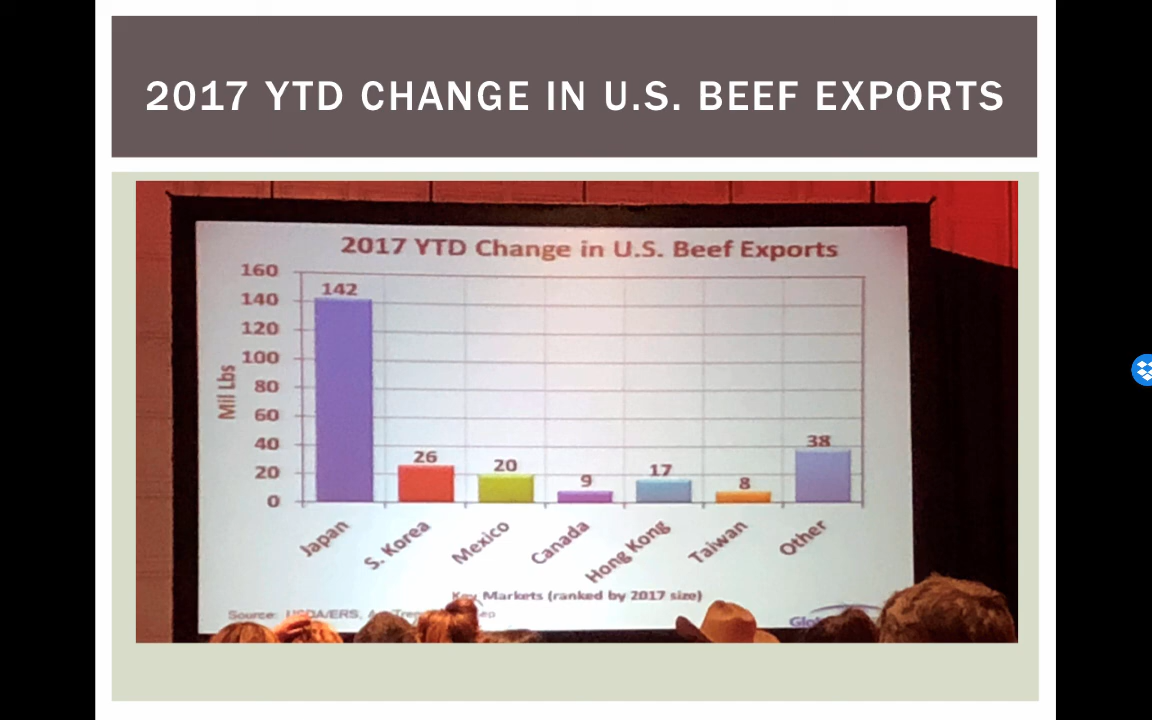 2017 YTD CHANGE IN U.S. BEEF EXPORTS
2017 YTD Change in U.S. Beef Exports
160
140
120
100
80
60
40
20
0
Mil Lbs
142
26
20
9
17
8
38
Japan
S. Korea
Mexico
Canada
Hong Kong
Taiwan
Other
Key Markets (ranked by 2017 size)
Source: USDA/ERS,